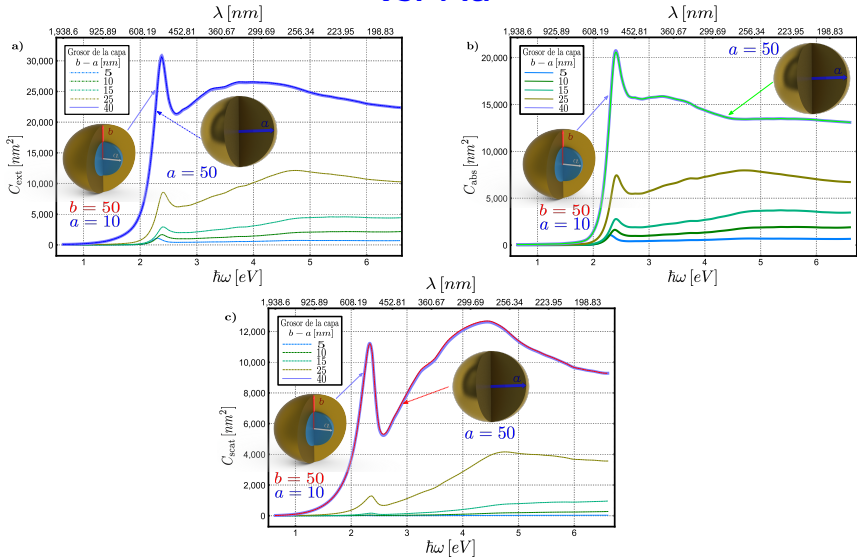 λ [nm]
1,938.6 925.89 608.19 452.81 360.67 299.69 256.34 223.95 198.83
a)
Grosor de la capa
b − a [nm]
5
10
15
25
40
30,000
25,000
20,000
15,000
10,000
5,000
0
C_ext [nm²]
b
a
a
a = 50
b = 50
a = 10
1 2 3 4 5 6
ħω [eV]
λ [nm]
1,938.6 925.89 608.19 452.81 360.67 299.69 256.34 223.95 198.83
b)
Grosor de la capa
b − a [nm]
5
10
15
25
40
20,000
15,000
10,000
5,000
0
C_abs [nm²]
a = 50
a
b
a
b = 50
a = 10
1 2 3 4 5 6
ħω [eV]
λ [nm]
1,938.6 925.89 608.19 452.81 360.67 299.69 256.34 223.95 198.83
c)
Grosor de la capa
b − a [nm]
5
10
15
25
40
12,000
10,000
8,000
6,000
4,000
2,000
0
C_scat [nm²]
b
a
a
a = 50
b = 50
a = 10
1 2 3 4 5 6
ħω [eV]